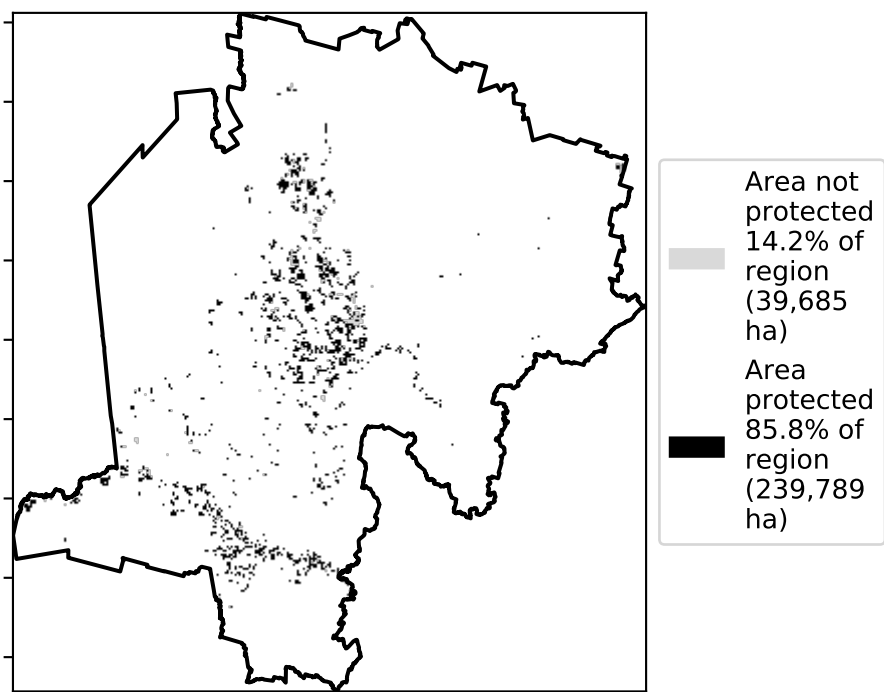 Area not
protected
14.2% of
region
(39,685
ha)
Area
protected
85.8% of
region
(239,789
ha)